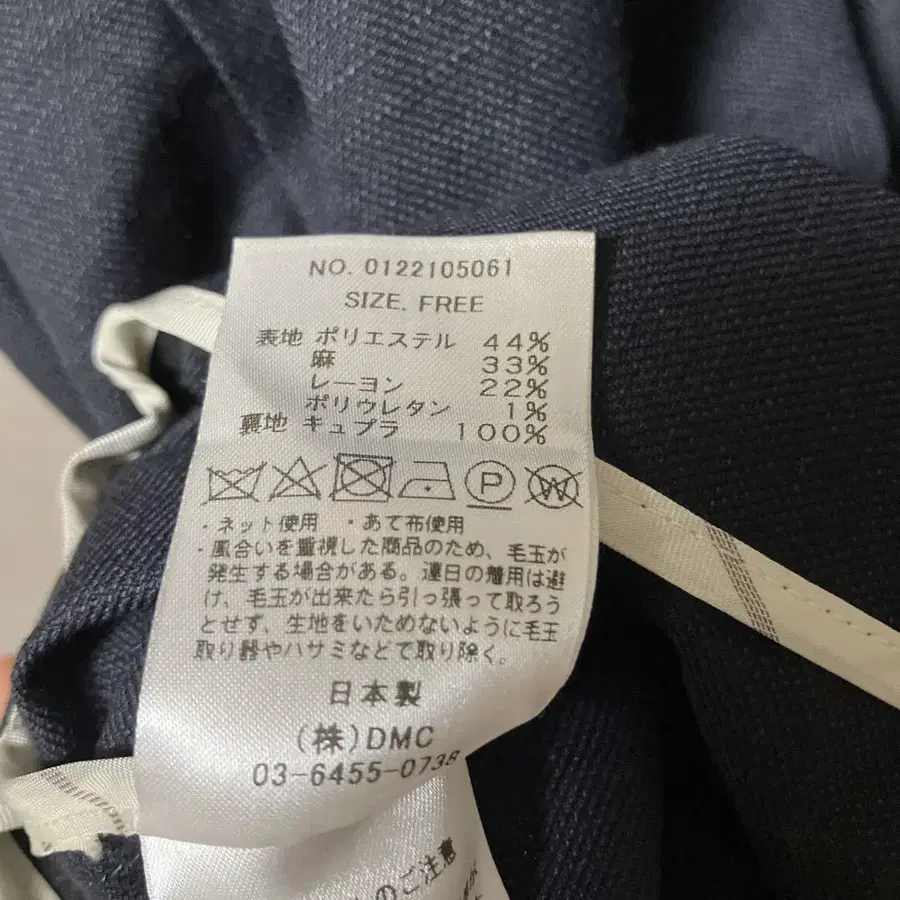 NO. 0122105061
SIZE. FREE
表地 ポリエステル 44%
麻 33%
レーヨン 22%
ポリウレタン 1%
裏地 キュプラ 100%
P W
・ネット使用 ・あて布使用
・風合いを重視した商品のため、毛玉が
発生する場合がある。連日の着用は避
け、毛玉が出来たら引っ張って取ろう
とせず、生地をいためないように毛玉
取り器やハサミなどで取り除く。
日本製
(株)DMC
03-6455-0738
のご注意